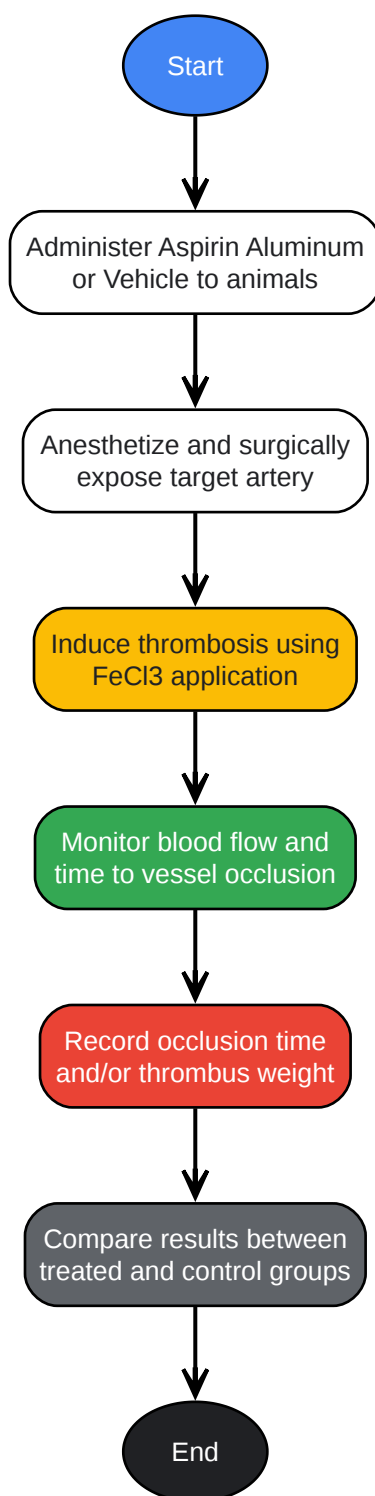 Start
Administer Aspirin Aluminum
or Vehicle to animals
Anesthetize and surgically
expose target artery
Induce thrombosis using
FeCl3 application
Monitor blood flow and
time to vessel occlusion
Record occlusion time
and/or thrombus weight
Compare results between
treated and control groups
End